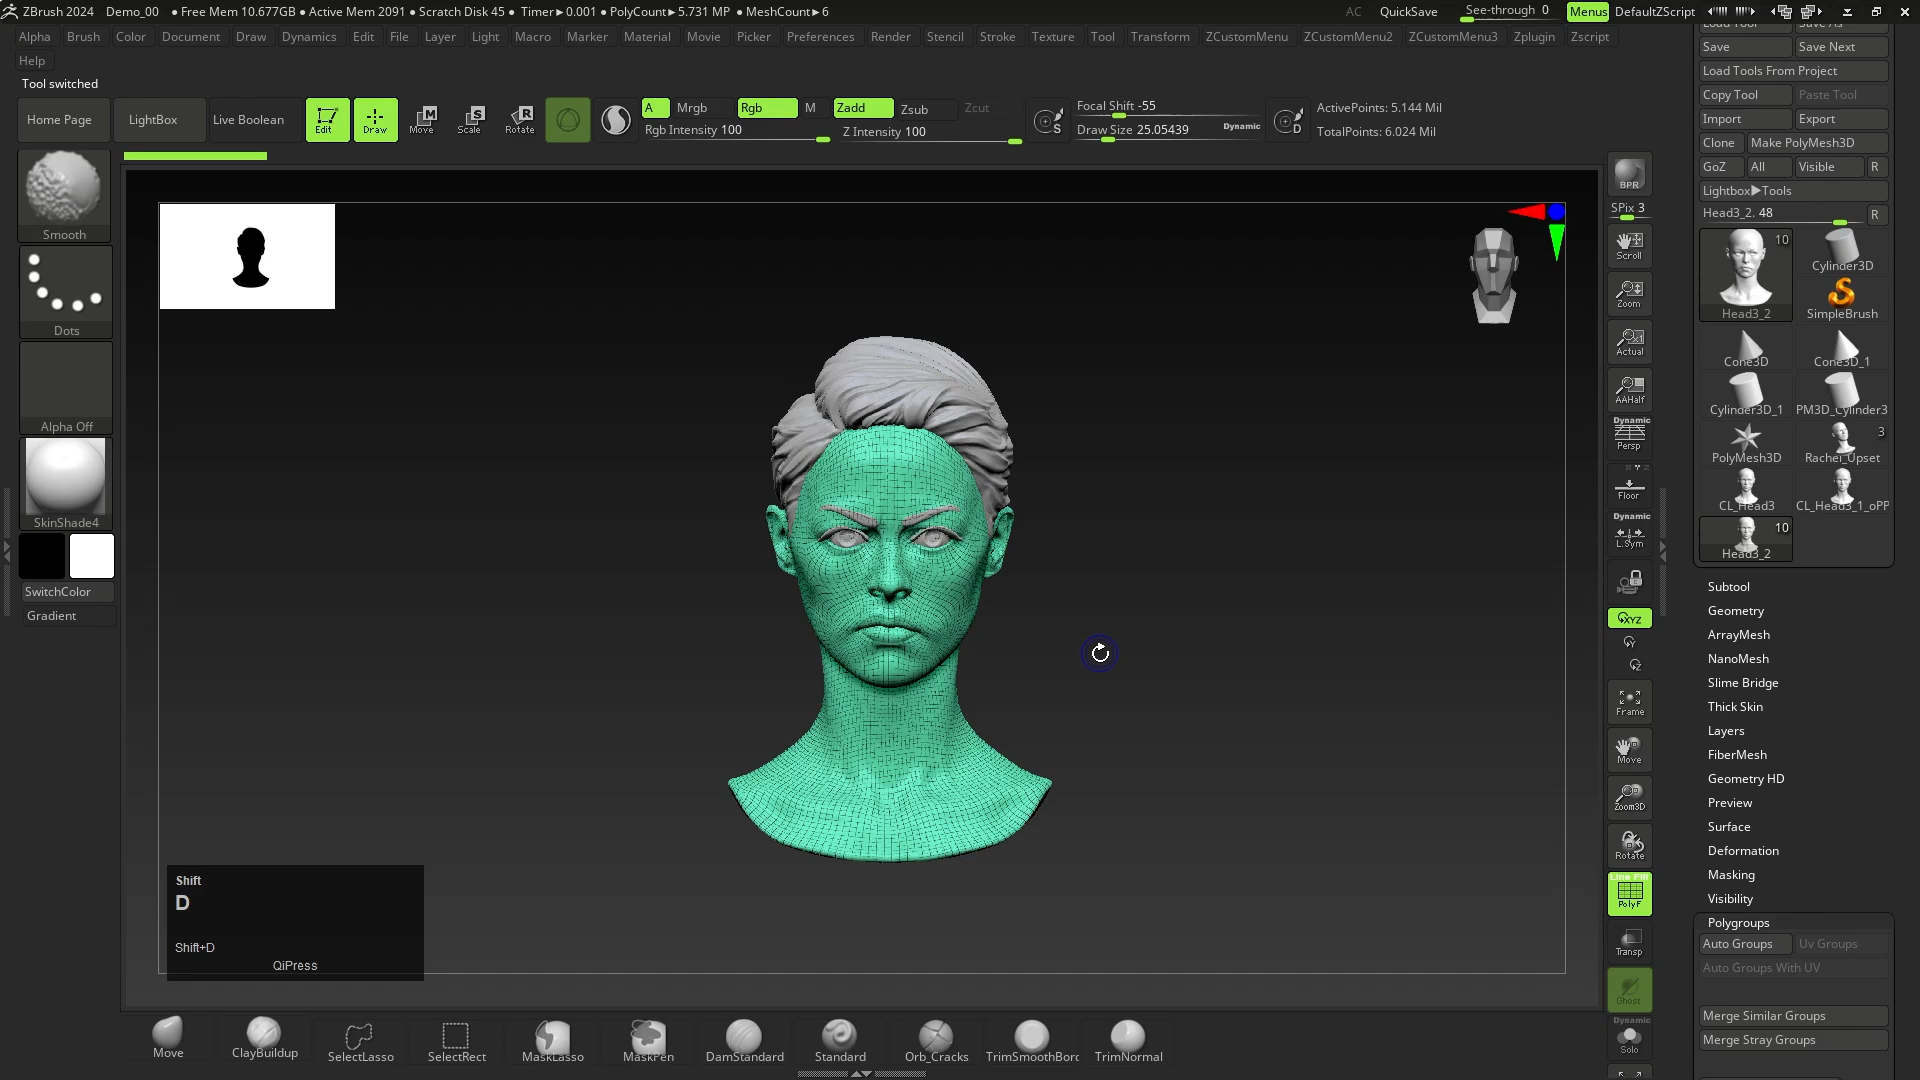 ZBrush 2024 Demo_00 ● Free Mem 10.677GB ● Active Mem 2091 ● Scratch Disk 45 ● Timer▶0.001 ● PolyCount▶5.731 MP ● MeshCount▶6 AC QuickSave See-through 0 Menus DefaultZScript
Alpha Brush Color Document Draw Dynamics Edit File Layer Light Macro Marker Material Movie Picker Preferences Render Stencil Stroke Texture Tool Transform ZCustomMenu ZCustomMenu2 ZCustomMenu3 Zplugin Zscript
Help
Tool switched
Home Page LightBox Live Boolean Edit Draw Move Scale Rotate
A Mrgb Rgb M Zadd Zsub Zcut
Rgb Intensity 100 Z Intensity 100
Focal Shift -55
Draw Size 25.05439 Dynamic
ActivePoints: 5.144 Mil
TotalPoints: 6.024 Mil
Smooth
Dots
Alpha Off
SkinShade4
SwitchColor
Gradient
Shift
D
Shift+D
QiPress
Move ClayBuildup SelectLasso SelectRect MaskLasso MaskPen DamStandard Standard Orb_Cracks TrimSmoothBorc TrimNormal
BPR
SPix 3
Scroll
Zoom
Actual
AAHalf
Dynamic
Persp
Floor
Dynamic
L.Sym
XYZ
Y
Z
Frame
Move
Zoom3D
Rotate
Line Fill
PolyF
Transp
Ghost
Dynamic
Solo
Save Save Next
Load Tools From Project
Copy Tool Paste Tool
Import Export
Clone Make PolyMesh3D
GoZ All Visible R
Lightbox▶Tools
Head3_2. 48 R
10
Head3_2
Cylinder3D
SimpleBrush
Cone3D Cone3D_1
Cylinder3D_1 PM3D_Cylinder3
3
PolyMesh3D Rachel_Upset
CL_Head3 CL_Head3_1_oPP
10
Head3_2
Subtool
Geometry
ArrayMesh
NanoMesh
Slime Bridge
Thick Skin
Layers
FiberMesh
Geometry HD
Preview
Surface
Deformation
Masking
Visibility
Polygroups
Auto Groups Uv Groups
Auto Groups With UV
Merge Similar Groups
Merge Stray Groups